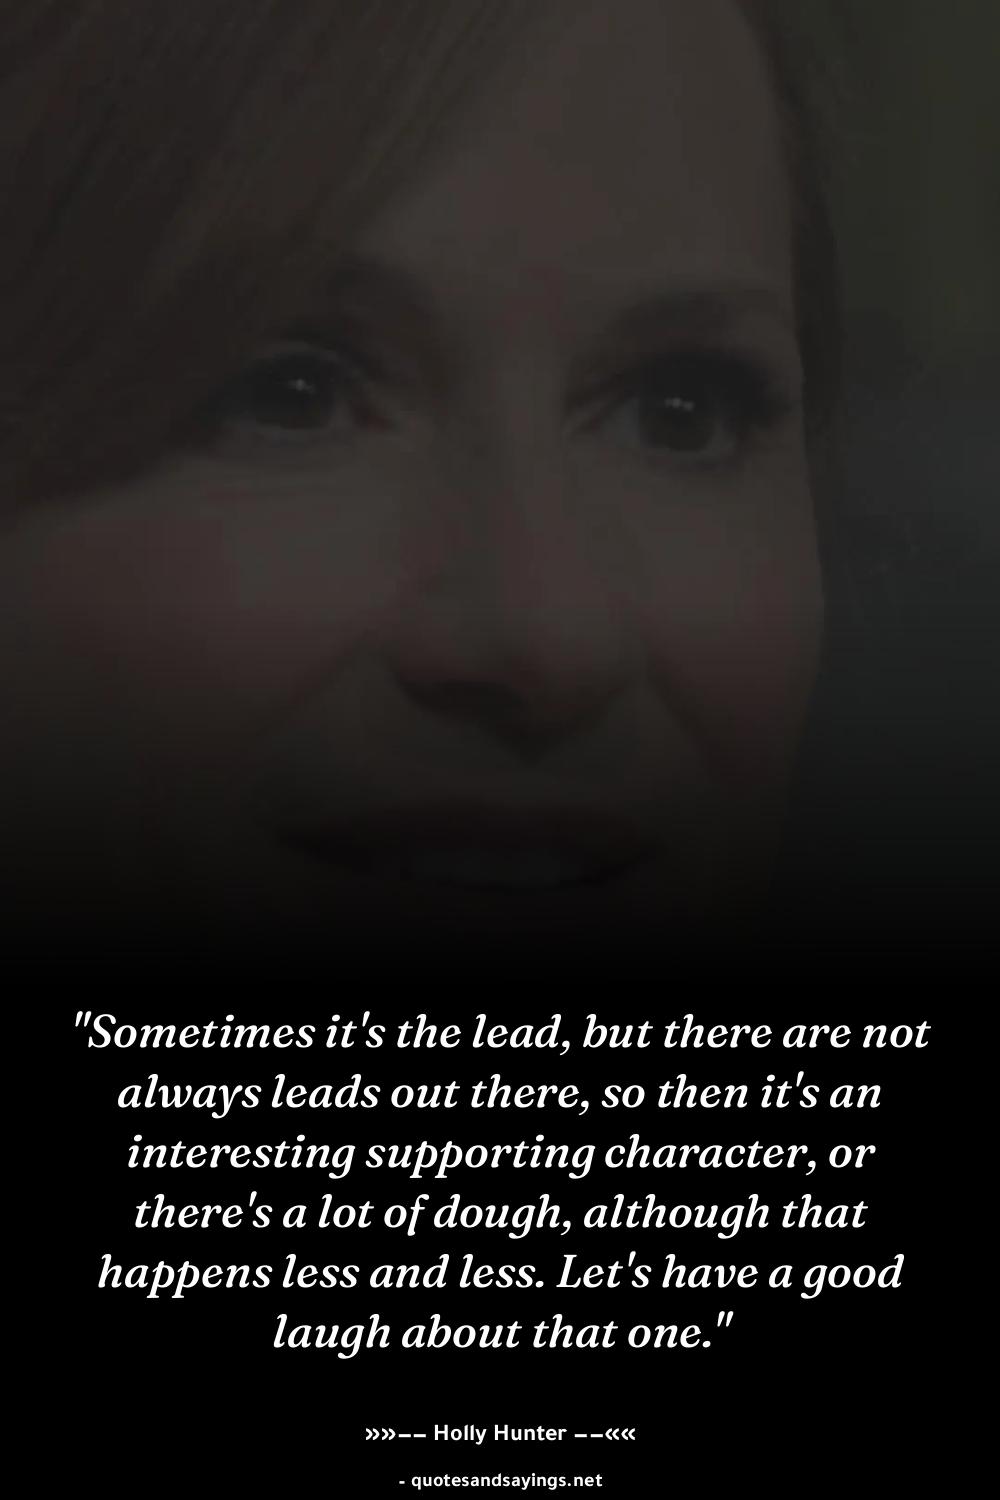 "Sometimes it's the lead, but there are not
always leads out there, so then it's an
interesting supporting character, or
there's a lot of dough, although that
happens less and less. Let's have a good
laugh about that one."
»»–– Holly Hunter ––««
- quotesandsayings.net